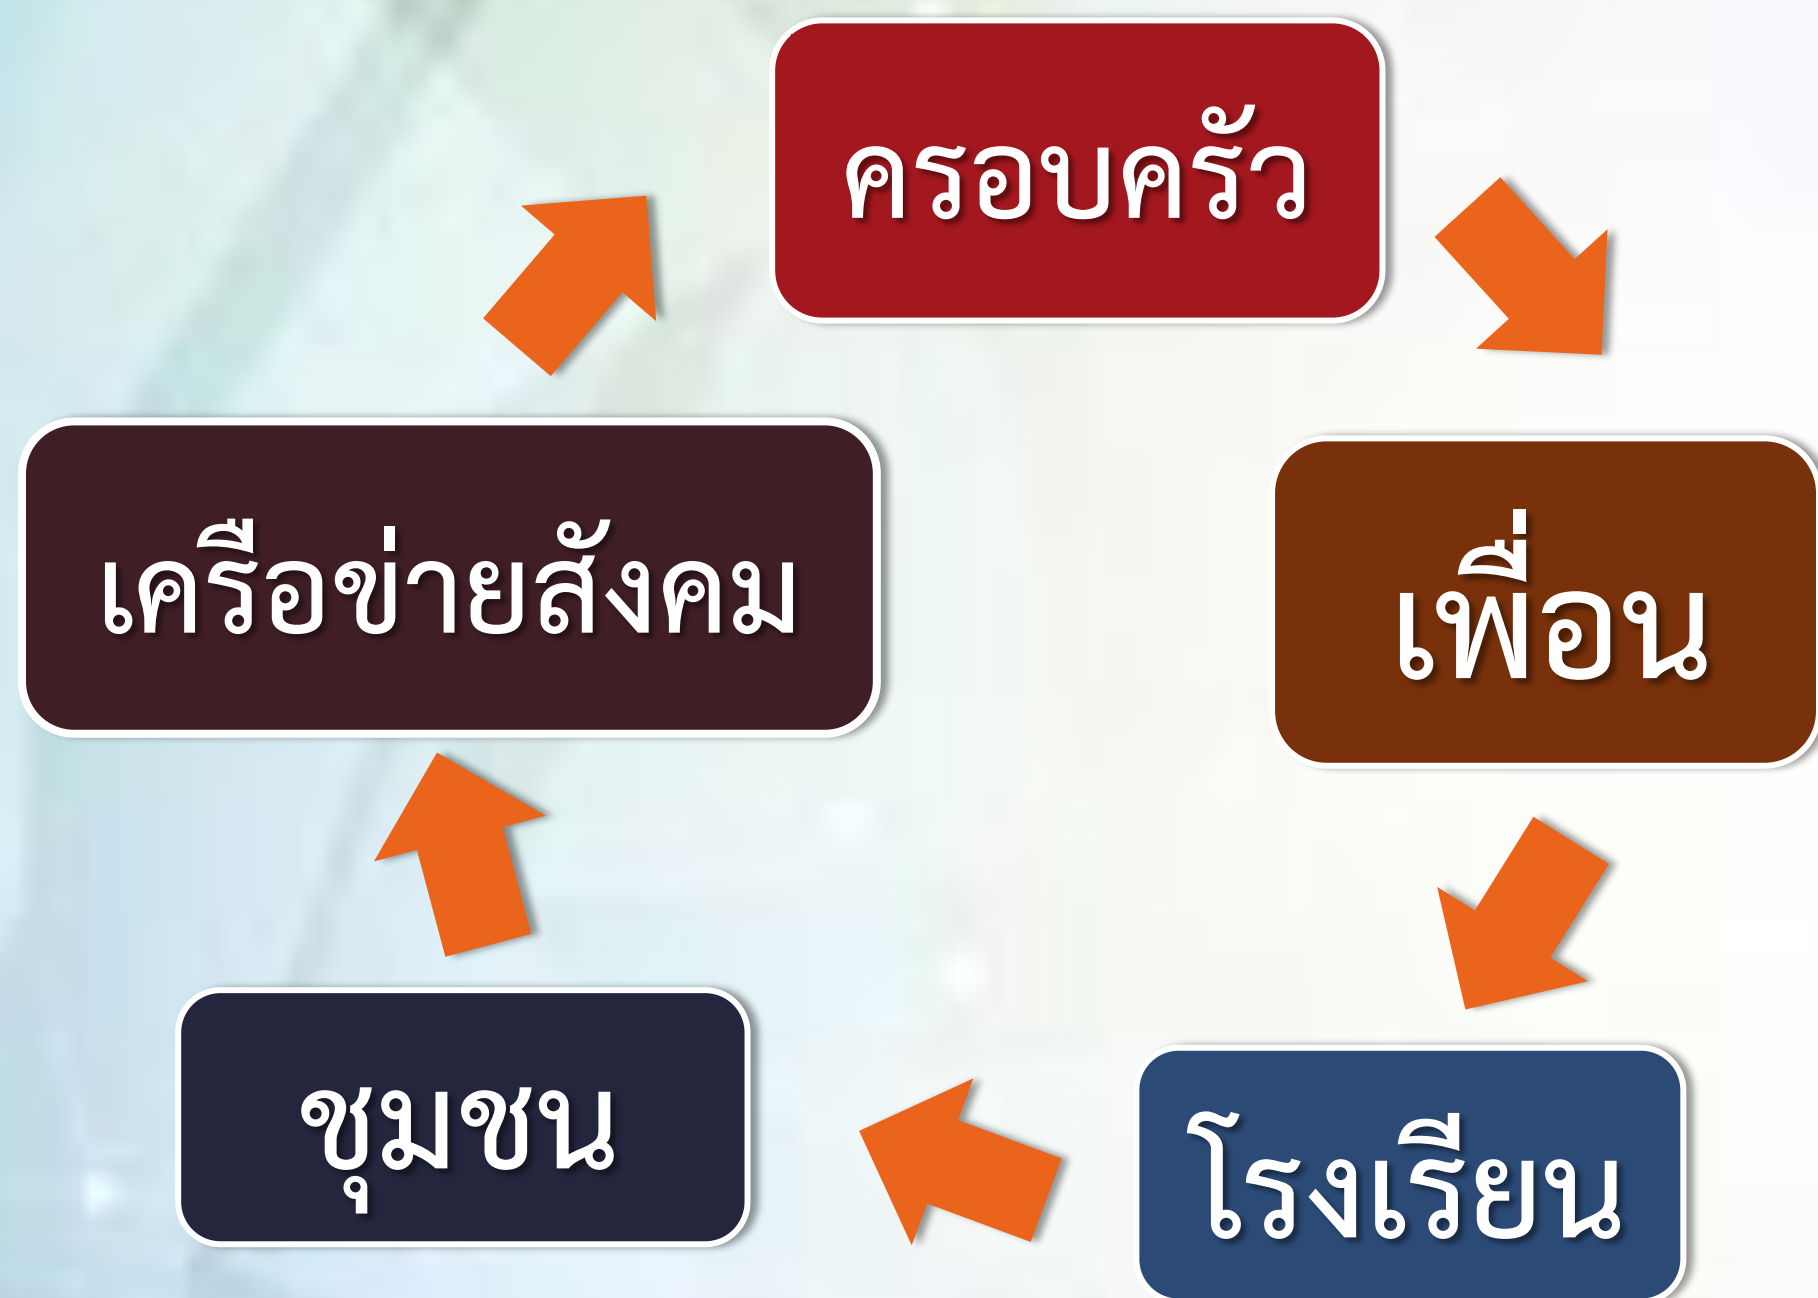 ครอบครัว
เพื่อน
โรงเรียน
ชุมชน
เครือข่ายสังคม